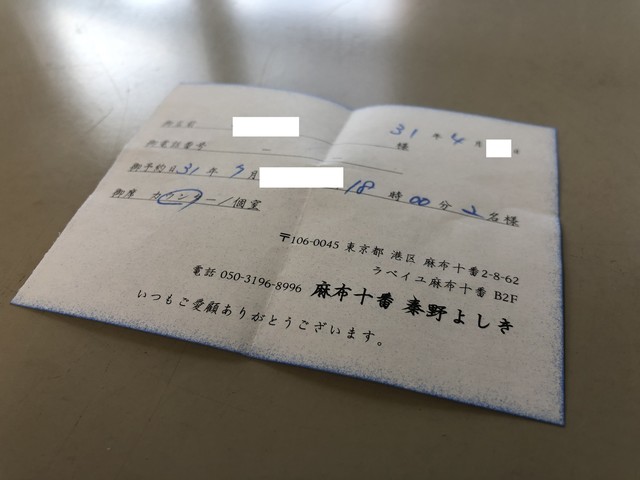 御名前 様 31年4月 日
御電話番号 －
御予約日31年5月 18時00分2名様
御席 カウンター/個室
〒106-0045 東京都 港区 麻布十番2-8-62
ラベイユ麻布十番 B2F
電話 050-3196-8996 麻布十番 秦野よしき
いつもご愛顧ありがとうございます。